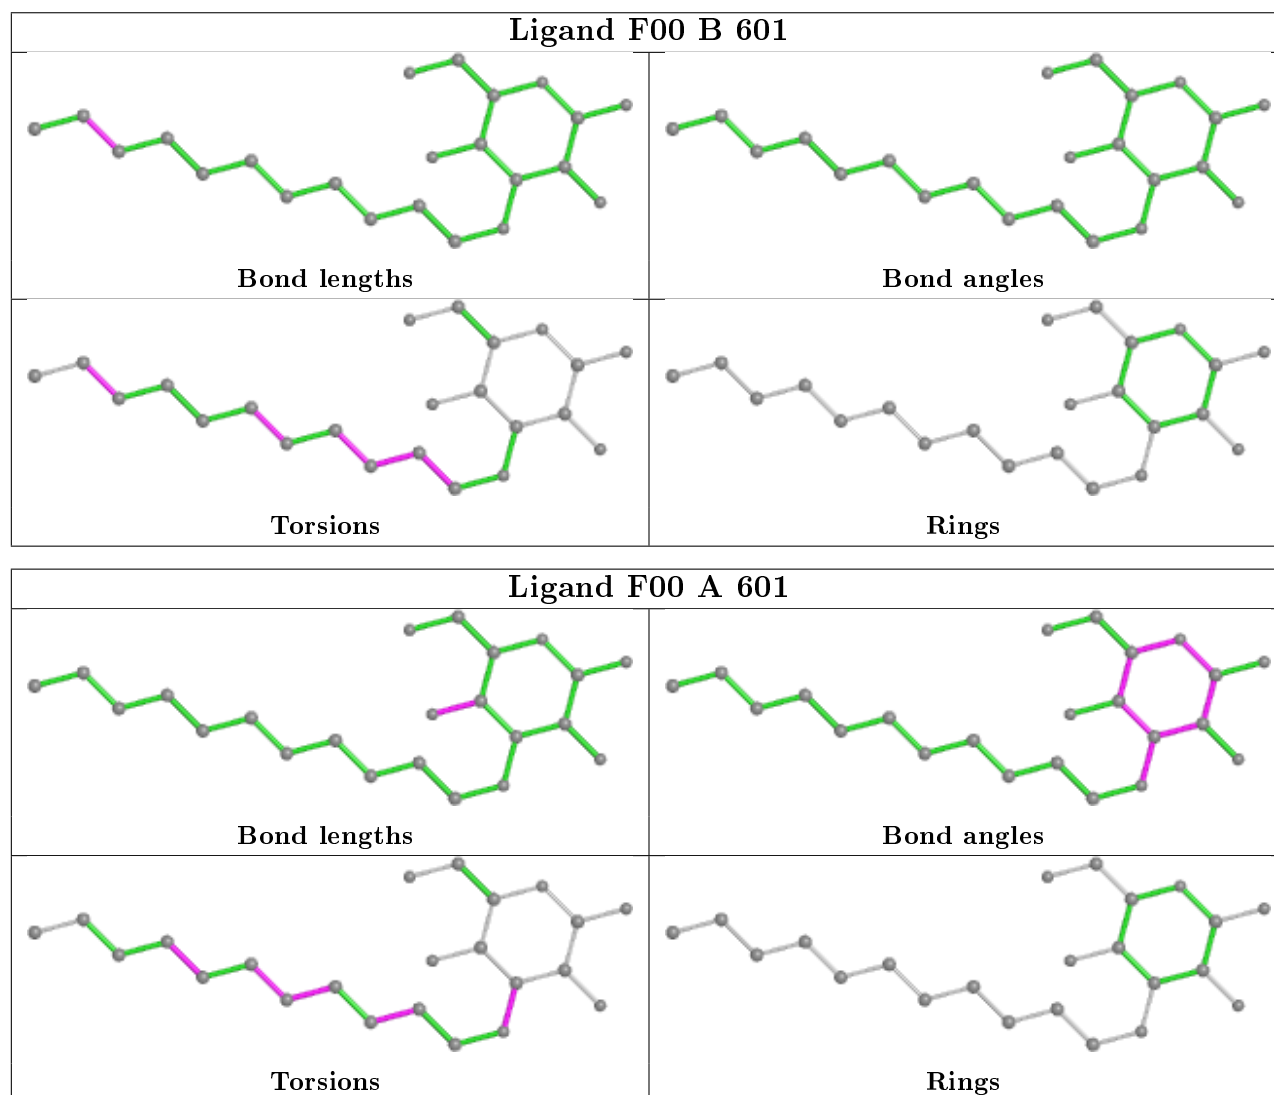 Ligand F00 B 601
Bond lengths
Bond angles
Torsions
Rings
Ligand F00 A 601
Bond lengths
Bond angles
Torsions
Rings